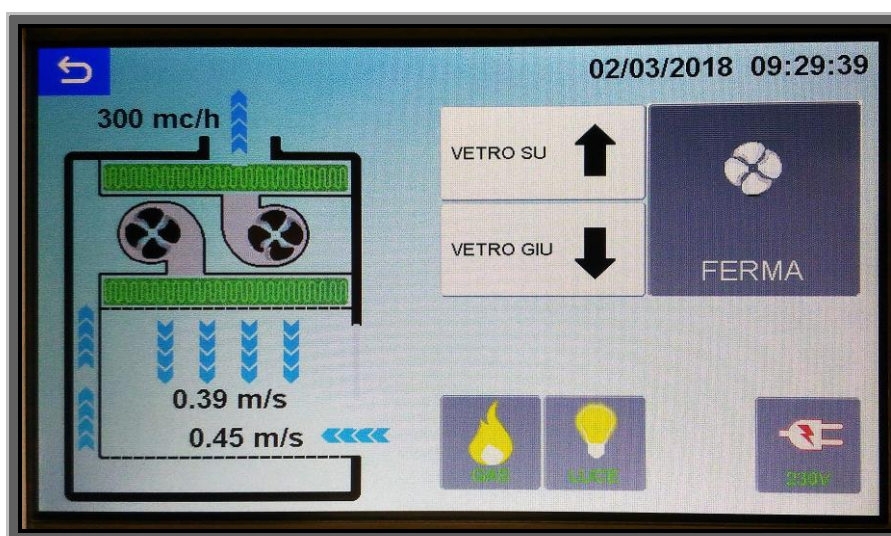 02/03/2018 09:29:39
300 mc/h
VETRO SU
VETRO GIU
FERMA
0.39 m/s
0.45 m/s
GAS
LUCE
230V